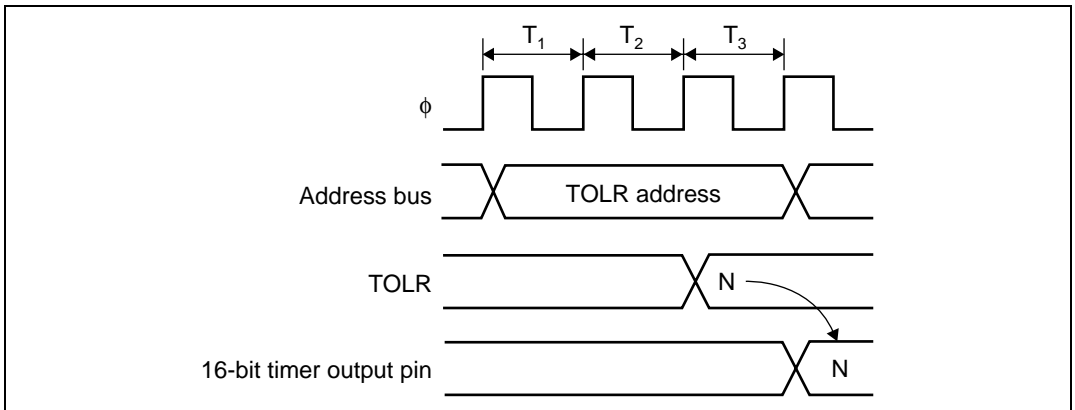 T₁ T₂ T₃
ϕ
Address bus TOLR address
TOLR N
16-bit timer output pin N